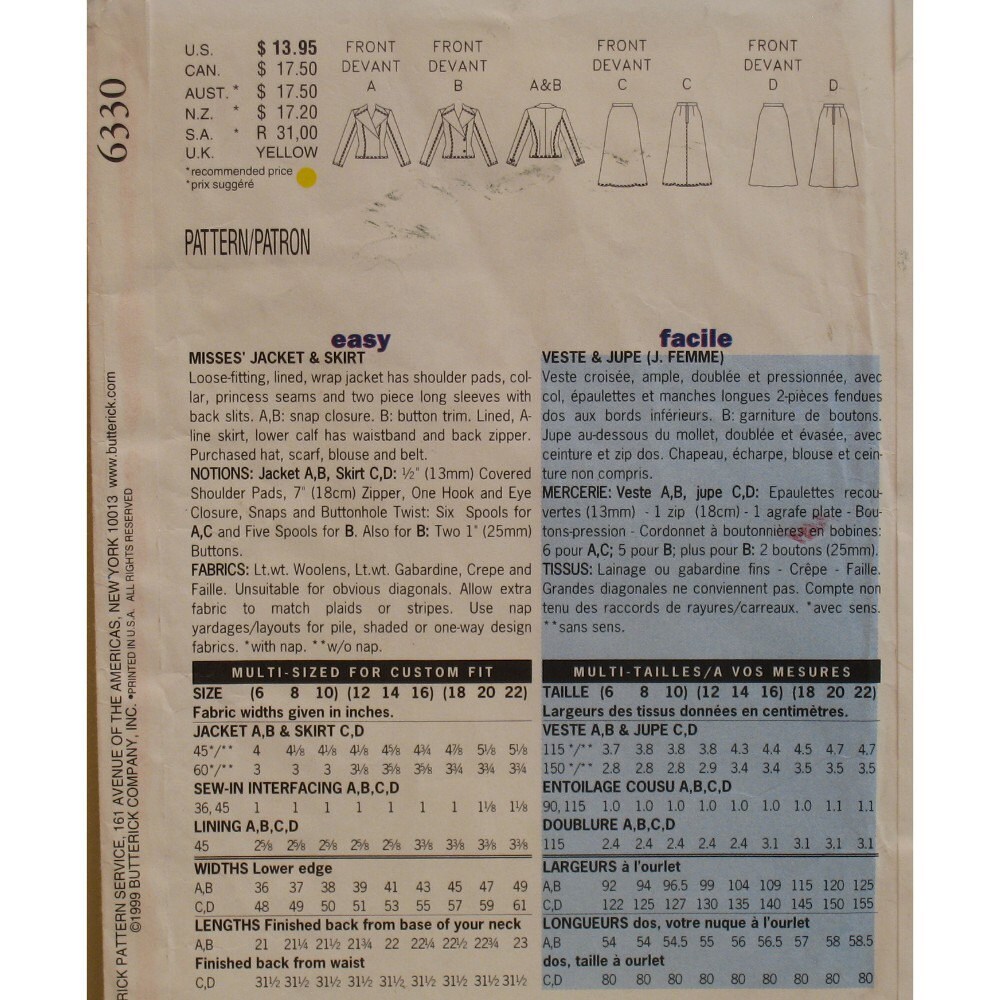 6330
U.S. $ 13.95
CAN. $ 17.50
AUST.* $ 17.50
N.Z. * $ 17.20
S.A. * R 31,00
U.K. YELLOW
*recommended price
*prix suggéré
FRONT FRONT FRONT FRONT
DEVANT DEVANT DEVANT DEVANT
A B A&B C C D D
PATTERN/PATRON
easy
MISSES' JACKET & SKIRT
Loose-fitting, lined, wrap jacket has shoulder pads, col-
lar, princess seams and two piece long sleeves with
back slits. A,B: snap closure. B: button trim. Lined, A-
line skirt, lower calf has waistband and back zipper.
Purchased hat, scarf, blouse and belt.
NOTIONS: Jacket A,B, Skirt C,D: ½" (13mm) Covered
Shoulder Pads, 7" (18cm) Zipper, One Hook and Eye
Closure, Snaps and Buttonhole Twist: Six Spools for
A,C and Five Spools for B. Also for B: Two 1" (25mm)
Buttons.
FABRICS: Lt.wt. Woolens, Lt.wt. Gabardine, Crepe and
Faille. Unsuitable for obvious diagonals. Allow extra
fabric to match plaids or stripes. Use nap
yardages/layouts for pile, shaded or one-way design
fabrics. *with nap. **w/o nap.
MULTI-SIZED FOR CUSTOM FIT
SIZE (6 8 10) (12 14 16) (18 20 22)
Fabric widths given in inches.
JACKET A,B & SKIRT C,D
45*/** 4 4⅛ 4⅛ 4⅛ 4⅝ 4¾ 4⅞ 5⅛ 5⅛
60*/** 3 3 3 3⅛ 3⅝ 3⅝ 3¾ 3¾ 3¾
SEW-IN INTERFACING A,B,C,D
36,45 1 1 1 1 1 1 1 1⅛ 1⅛
LINING A,B,C,D
45 2⅝ 2⅝ 2⅝ 2⅝ 2⅝ 3⅜ 3⅜ 3⅜ 3⅜
WIDTHS Lower edge
A,B 36 37 38 39 41 43 45 47 49
C,D 48 49 50 51 53 55 57 59 61
LENGTHS Finished back from base of your neck
A,B 21 21¼ 21½ 21¾ 22 22¼ 22½ 22¾ 23
Finished back from waist
C,D 31½ 31½ 31½ 31½ 31½ 31½ 31½ 31½ 31½
facile
VESTE & JUPE (J. FEMME)
Veste croisée, ample, doublée et pressionnée, avec
col, épaulettes et manches longues 2-pièces fendues
dos aux bords inférieurs. B: garniture de boutons.
Jupe au-dessous du mollet, doublée et évasée, avec
ceinture et zip dos. Chapeau, écharpe, blouse et cein-
ture non compris.
MERCERIE: Veste A,B, jupe C,D: Epaulettes recou-
vertes (13mm) - 1 zip (18cm) - 1 agrafe plate - Bou-
tons-pression - Cordonnet à boutonnières en bobines:
6 pour A,C; 5 pour B; plus pour B: 2 boutons (25mm).
TISSUS: Lainage ou gabardine fins - Crêpe - Faille.
Grandes diagonales ne conviennent pas. Compte non
tenu des raccords de rayures/carreaux. *avec sens.
**sans sens.
MULTI-TAILLES/A VOS MESURES
TAILLE (6 8 10) (12 14 16) (18 20 22)
Largeurs des tissus données en centimètres.
VESTE A,B & JUPE C,D
115*/** 3.7 3.8 3.8 3.8 4.3 4.4 4.5 4.7 4.7
150*/** 2.8 2.8 2.8 2.9 3.4 3.4 3.5 3.5 3.5
ENTOILAGE COUSU A,B,C,D
90,115 1.0 1.0 1.0 1.0 1.0 1.0 1.0 1.1 1.1
DOUBLURE A,B,C,D
115 2.4 2.4 2.4 2.4 2.4 3.1 3.1 3.1 3.1
LARGEURS à l'ourlet
A,B 92 94 96.5 99 104 109 115 120 125
C,D 122 125 127 130 135 140 145 150 155
LONGUEURS dos, votre nuque à l'ourlet
A,B 54 54 54.5 55 56 56.5 57 58 58.5
dos, taille à ourlet
C,D 80 80 80 80 80 80 80 80 80
RICK PATTERN SERVICE, 161 AVENUE OF THE AMERICAS, NEW YORK 10013 www.butterick.com
©1999 BUTTERICK COMPANY, INC. •PRINTED IN U.S.A. ALL RIGHTS RESERVED